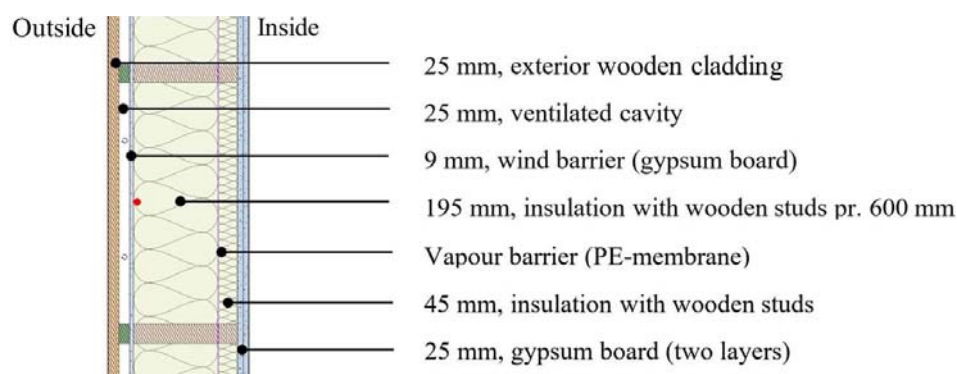 Outside
Inside
25 mm, exterior wooden cladding
25 mm, ventilated cavity
9 mm, wind barrier (gypsum board)
195 mm, insulation with wooden studs pr. 600 mm
Vapour barrier (PE-membrane)
45 mm, insulation with wooden studs
25 mm, gypsum board (two layers)